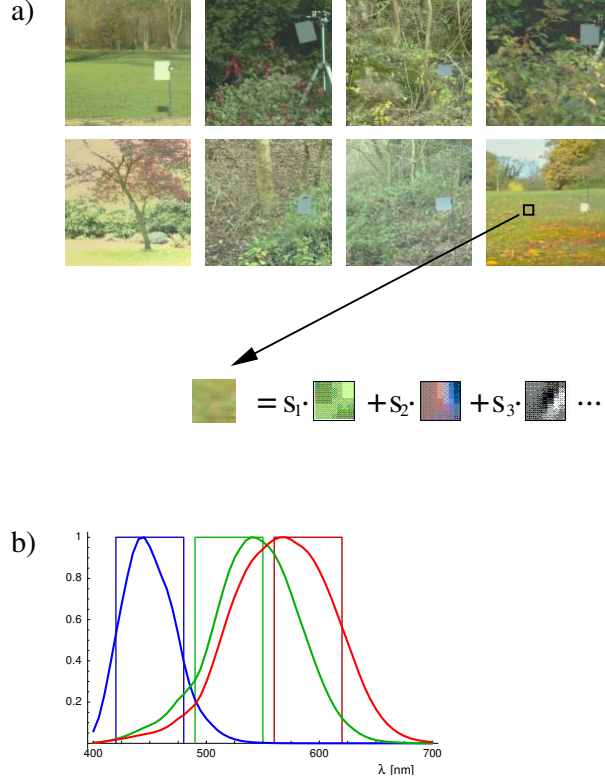 a)
= s₁· + s₂· + s₃· ···
b)
1
0.8
0.6
0.4
0.2
400 500 600 700
λ [nm]